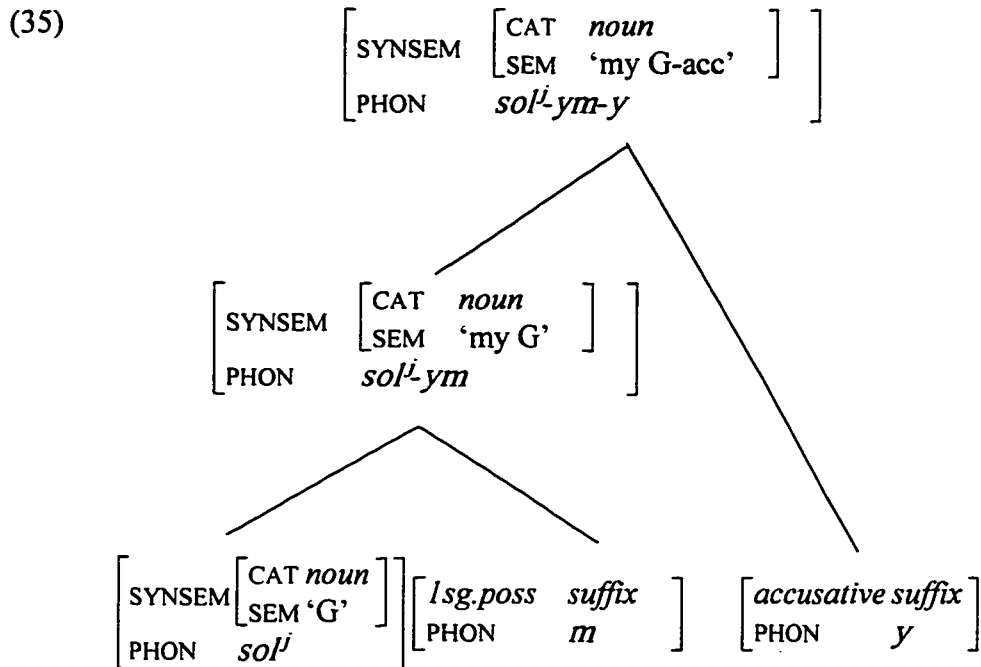 (35)
SYNSEM [CAT noun
SEM ‘my G-acc’]
PHON solʲ-ym-y
SYNSEM [CAT noun
SEM ‘my G’]
PHON solʲ-ym
SYNSEM [CAT noun
SEM ‘G’]
PHON solʲ
[1sg.poss suffix
PHON m]
[accusative suffix
PHON y]